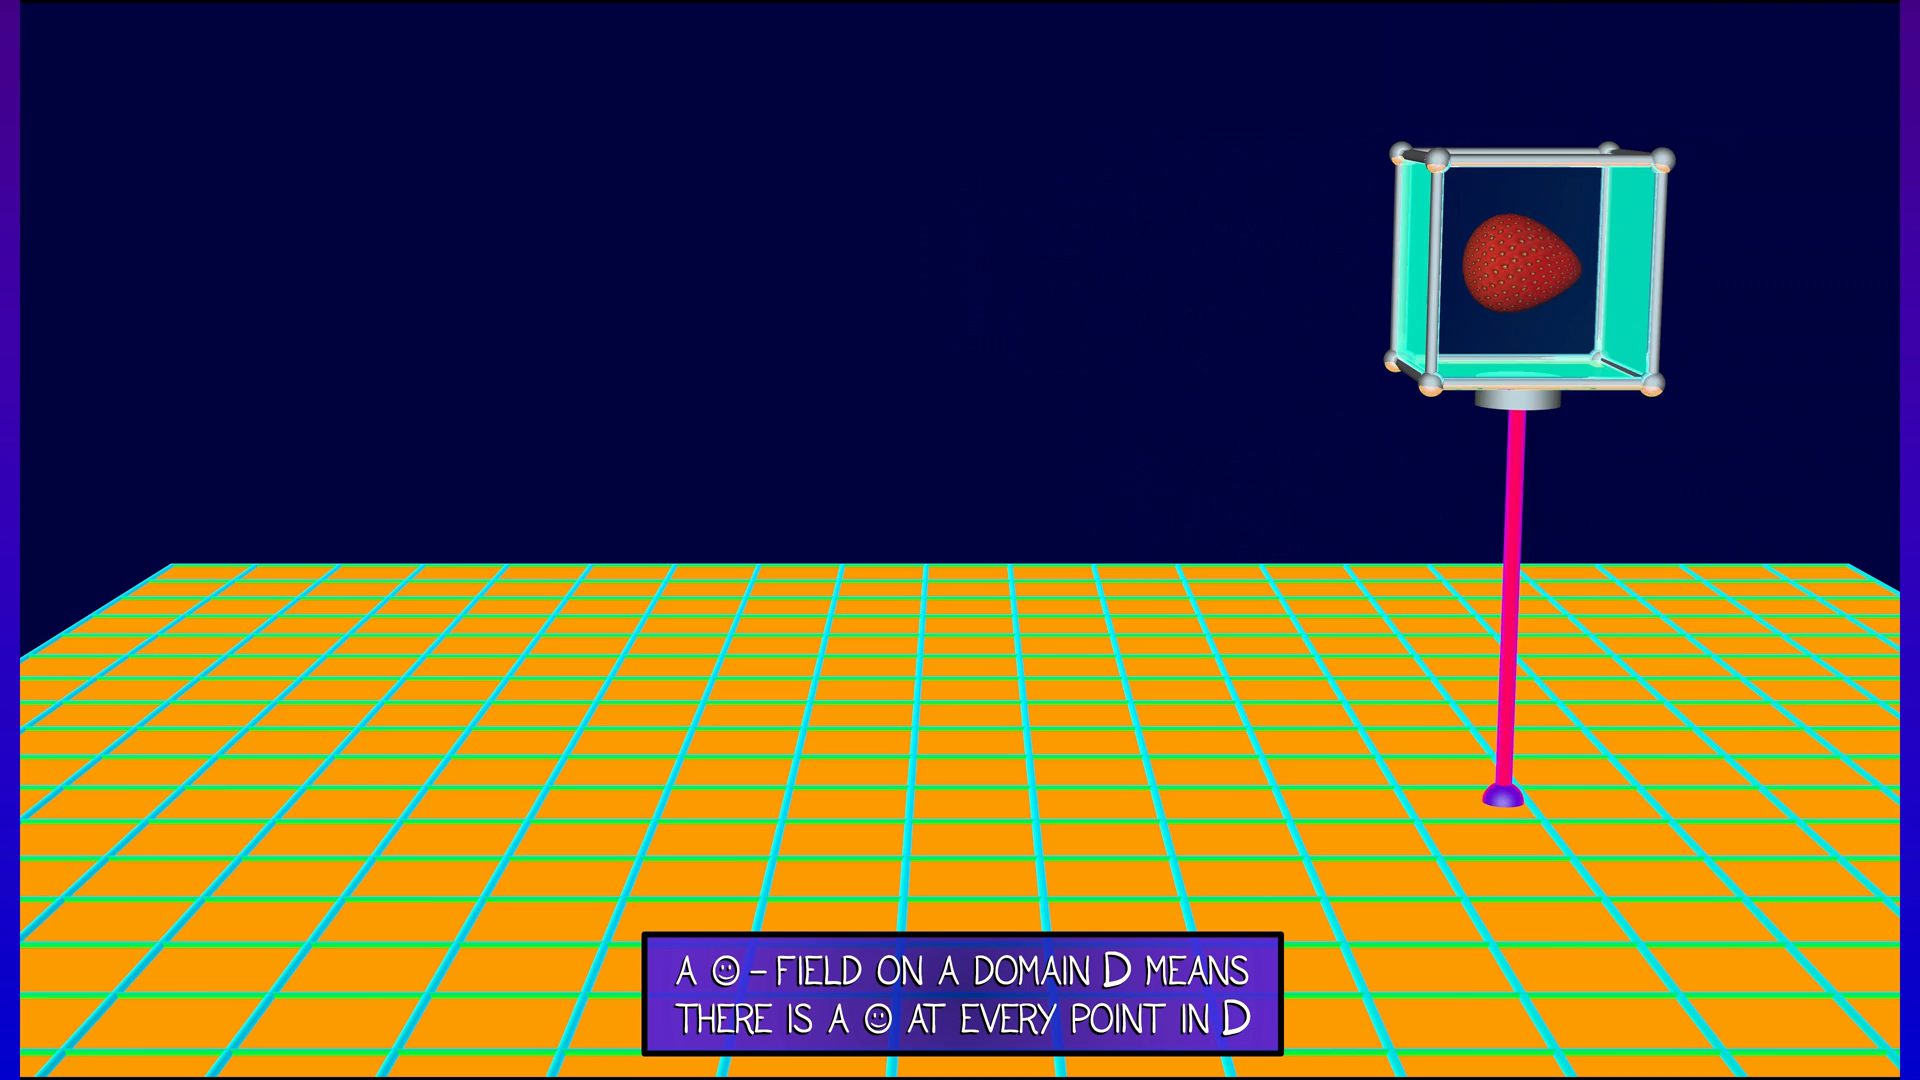 A ☺-FIELD ON A DOMAIN D MEANS
THERE IS A ☺ AT EVERY POINT IN D